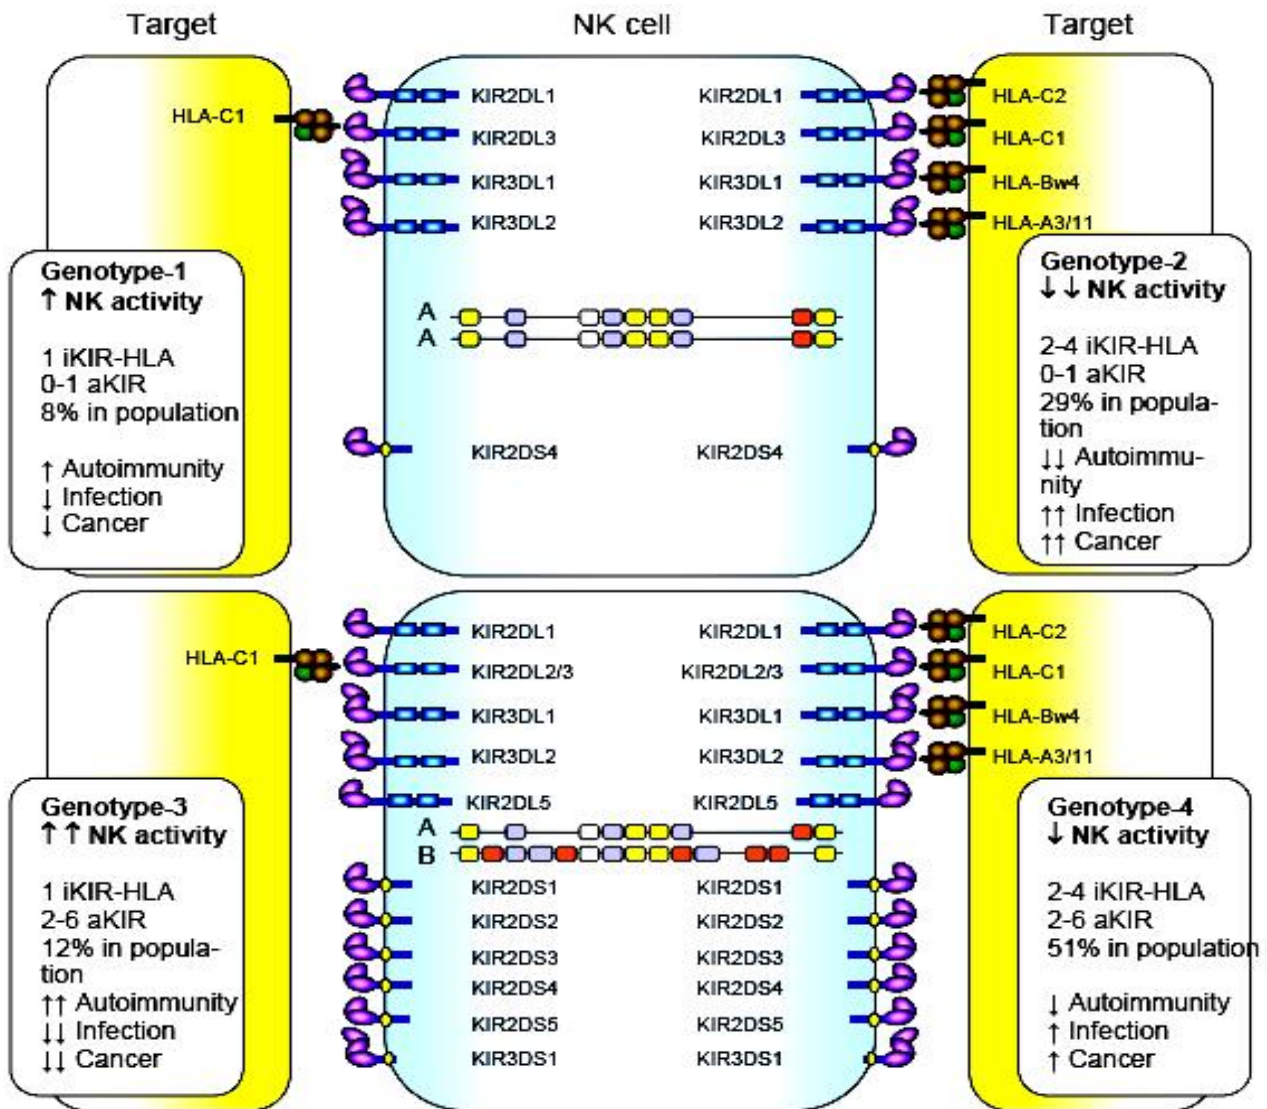 Target
NK cell
Target
HLA-C1
KIR2DL1
KIR2DL3
KIR3DL1
KIR3DL2
KIR2DL1
KIR2DL3
KIR3DL1
KIR3DL2
HLA-C2
HLA-C1
HLA-Bw4
HLA-A3/11
Genotype-1
↑ NK activity
1 iKIR-HLA
0-1 aKIR
8% in population
↑ Autoimmunity
↓ Infection
↓ Cancer
A
A
KIR2DS4
KIR2DS4
Genotype-2
↓ ↓ NK activity
2-4 iKIR-HLA
0-1 aKIR
29% in popula-
tion
↓↓ Autoimmu-
nity
↑↑ Infection
↑↑ Cancer
HLA-C1
KIR2DL1
KIR2DL2/3
KIR3DL1
KIR3DL2
KIR2DL5
KIR2DL1
KIR2DL2/3
KIR3DL1
KIR3DL2
KIR2DL5
HLA-C2
HLA-C1
HLA-Bw4
HLA-A3/11
Genotype-3
↑ ↑ NK activity
1 iKIR-HLA
2-6 aKIR
12% in popula-
tion
↑↑ Autoimmunity
↓↓ Infection
↓↓ Cancer
A
B
KIR2DS1
KIR2DS2
KIR2DS3
KIR2DS4
KIR2DS5
KIR3DS1
KIR2DS1
KIR2DS2
KIR2DS3
KIR2DS4
KIR2DS5
KIR3DS1
Genotype-4
↓ NK activity
2-4 iKIR-HLA
2-6 aKIR
51% in population
↓ Autoimmunity
↑ Infection
↑ Cancer